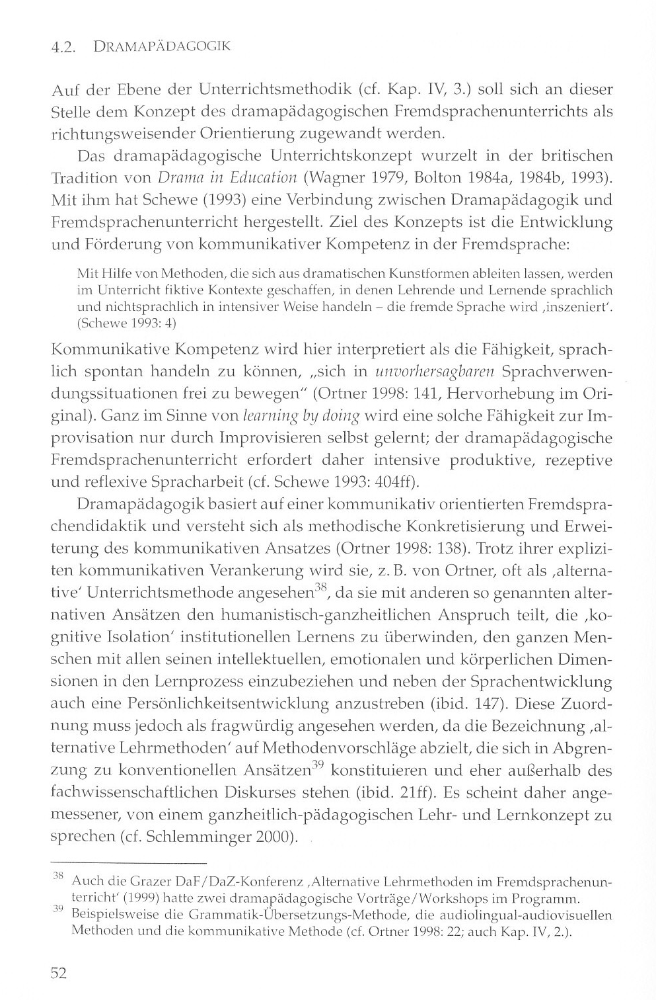 4.2. DRAMAPÄDAGOGIK
Auf der Ebene der Unterrichtsmethodik (cf. Kap. IV, 3.) soll sich an dieser
Stelle dem Konzept des dramapädagogischen Fremdsprachenunterrichts als
richtungsweisender Orientierung zugewandt werden.
Das dramapädagogische Unterrichtskonzept wurzelt in der britischen
Tradition von Drama in Education (Wagner 1979, Bolton 1984a, 1984b, 1993).
Mit ihm hat Schewe (1993) eine Verbindung zwischen Dramapädagogik und
Fremdsprachenunterricht hergestellt. Ziel des Konzepts ist die Entwicklung
und Förderung von kommunikativer Kompetenz in der Fremdsprache:
Mit Hilfe von Methoden, die sich aus dramatischen Kunstformen ableiten lassen, werden
im Unterricht fiktive Kontexte geschaffen, in denen Lehrende und Lernende sprachlich
und nichtsprachlich in intensiver Weise handeln – die fremde Sprache wird ‚inszeniert'.
(Schewe 1993: 4)
Kommunikative Kompetenz wird hier interpretiert als die Fähigkeit, sprach-
lich spontan handeln zu können, „sich in unvorhersagbaren Sprachverwen-
dungssituationen frei zu bewegen" (Ortner 1998: 141, Hervorhebung im Ori-
ginal). Ganz im Sinne von learning by doing wird eine solche Fähigkeit zur Im-
provisation nur durch Improvisieren selbst gelernt; der dramapädagogische
Fremdsprachenunterricht erfordert daher intensive produktive, rezeptive
und reflexive Spracharbeit (cf. Schewe 1993: 404ff).
Dramapädagogik basiert auf einer kommunikativ orientierten Fremdspra-
chendidaktik und versteht sich als methodische Konkretisierung und Erwei-
terung des kommunikativen Ansatzes (Ortner 1998: 138). Trotz ihrer explizi-
ten kommunikativen Verankerung wird sie, z. B. von Ortner, oft als ‚alterna-
tive' Unterrichtsmethode angesehen38, da sie mit anderen so genannten alter-
nativen Ansätzen den humanistisch-ganzheitlichen Anspruch teilt, die ‚ko-
gnitive Isolation' institutionellen Lernens zu überwinden, den ganzen Men-
schen mit allen seinen intellektuellen, emotionalen und körperlichen Dimen-
sionen in den Lernprozess einzubeziehen und neben der Sprachentwicklung
auch eine Persönlichkeitsentwicklung anzustreben (ibid. 147). Diese Zuord-
nung muss jedoch als fragwürdig angesehen werden, da die Bezeichnung ‚al-
ternative Lehrmethoden' auf Methodenvorschläge abzielt, die sich in Abgren-
zung zu konventionellen Ansätzen39 konstituieren und eher außerhalb des
fachwissenschaftlichen Diskurses stehen (ibid. 21ff). Es scheint daher ange-
messener, von einem ganzheitlich-pädagogischen Lehr- und Lernkonzept zu
sprechen (cf. Schlemminger 2000).
38 Auch die Grazer DaF/DaZ-Konferenz ‚Alternative Lehrmethoden im Fremdsprachenun-
terricht' (1999) hatte zwei dramapädagogische Vorträge/Workshops im Programm.
39 Beispielsweise die Grammatik-Übersetzungs-Methode, die audiolingual-audiovisuellen
Methoden und die kommunikative Methode (cf. Ortner 1998: 22; auch Kap. IV, 2.).
52